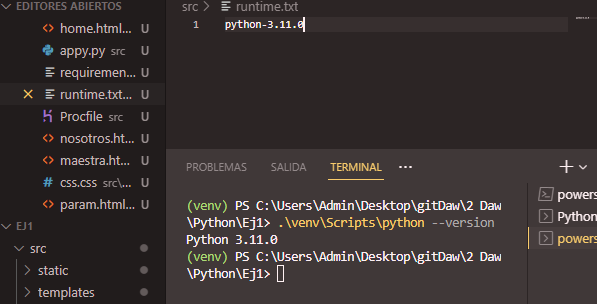 EDITORES ABIERTOS
home.html... U
appy.py src U
requiremen... U
runtime.txt... U
Procfile src U
nosotros.ht... U
maestra.ht... U
css.css src\... U
param.html... U
EJ1
src
static
templates
src > runtime.txt
1 python-3.11.0
PROBLEMAS SALIDA TERMINAL ...
(venv) PS C:\Users\Admin\Desktop\gitDaw\2 Daw
\Python\Ej1> .\venv\Scripts\python --version
Python 3.11.0
(venv) PS C:\Users\Admin\Desktop\gitDaw\2 Daw
\Python\Ej1>
powers
Python
powers